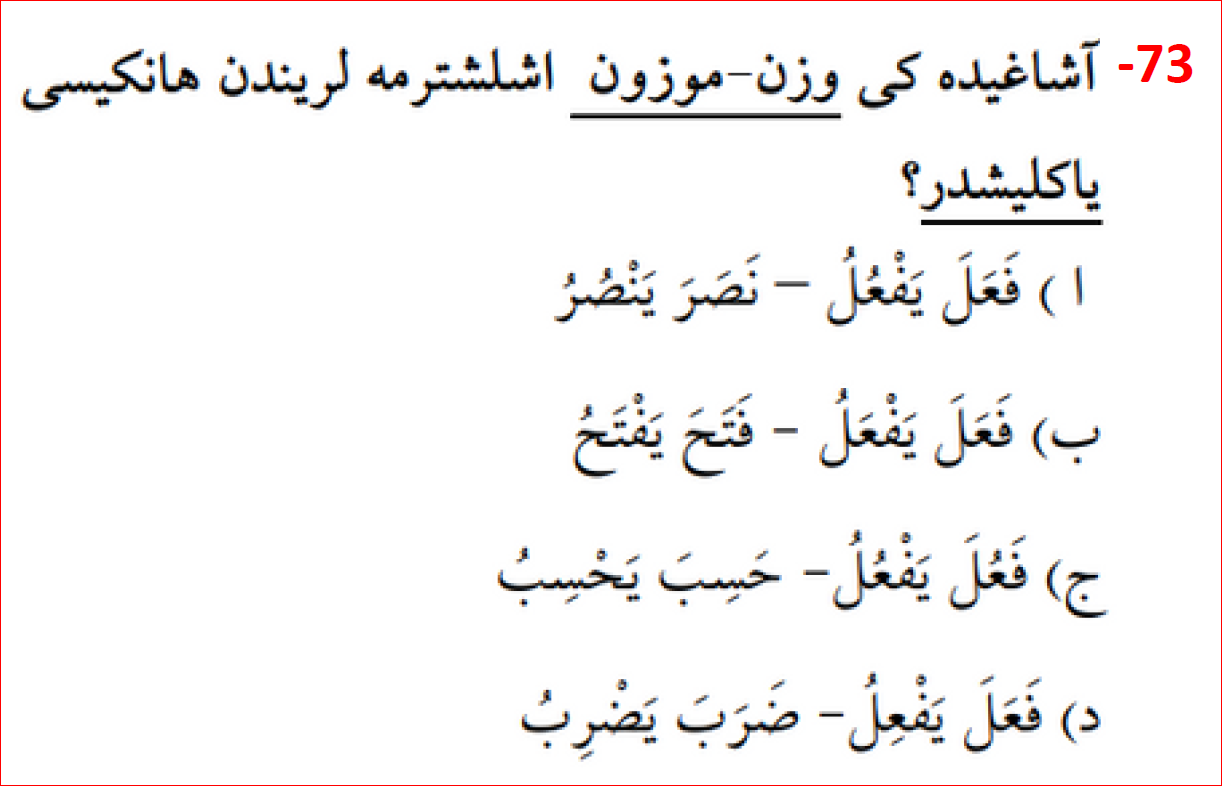 73- آشاغیده کی وزن-موزون اشلشترمه لریندن هانکیسی
یاکلیشدر؟
ا ) فَعَلَ يَفْعُلُ – نَصَرَ يَنْصُرُ
ب) فَعَلَ يَفْعَلُ - فَتَحَ يَفْتَحُ
ج) فَعُلَ يَفْعُلُ- حَسِبَ يَحْسِبُ
د) فَعَلَ يَفْعِلُ- ضَرَبَ يَضْرِبُ